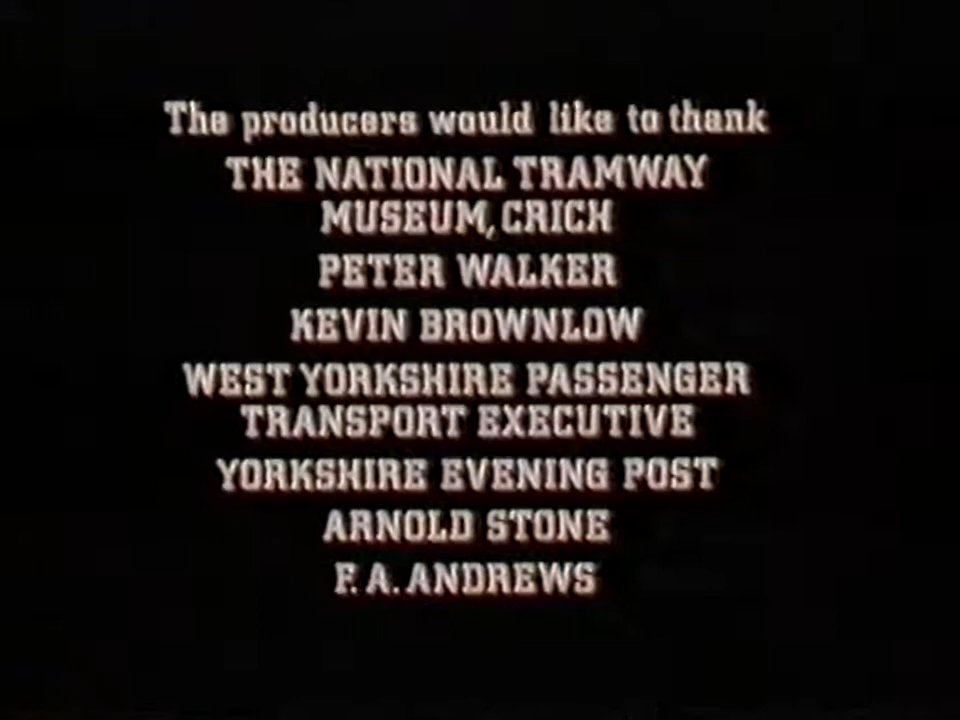 The producers would like to thank
THE NATIONAL TRAMWAY
MUSEUM, CRICH
PETER WALKER
KEVIN BROWNLOW
WEST YORKSHIRE PASSENGER
TRANSPORT EXECUTIVE
YORKSHIRE EVENING POST
ARNOLD STONE
F. A. ANDREWS